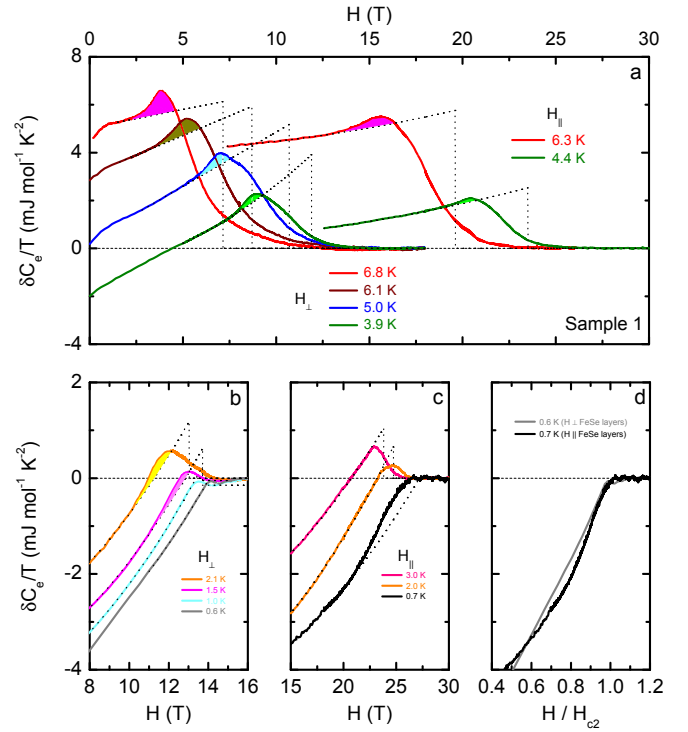 H (T)
0 5 10 15 20 25 30
8
4
0
-4
δCₑ/T (mJ mol⁻¹ K⁻²)
a
H∥
6.3 K
4.4 K
H⊥
6.8 K
6.1 K
5.0 K
3.9 K
Sample 1
2
0
-2
-4
δCₑ/T (mJ mol⁻¹ K⁻²)
b
H⊥
2.1 K
1.5 K
1.0 K
0.6 K
8 10 12 14 16
H (T)
c
H∥
3.0 K
2.0 K
0.7 K
15 20 25 30
H (T)
d
0.6 K (H ⊥ FeSe layers)
0.7 K (H || FeSe layers)
0.4 0.6 0.8 1.0 1.2
H / Hc2